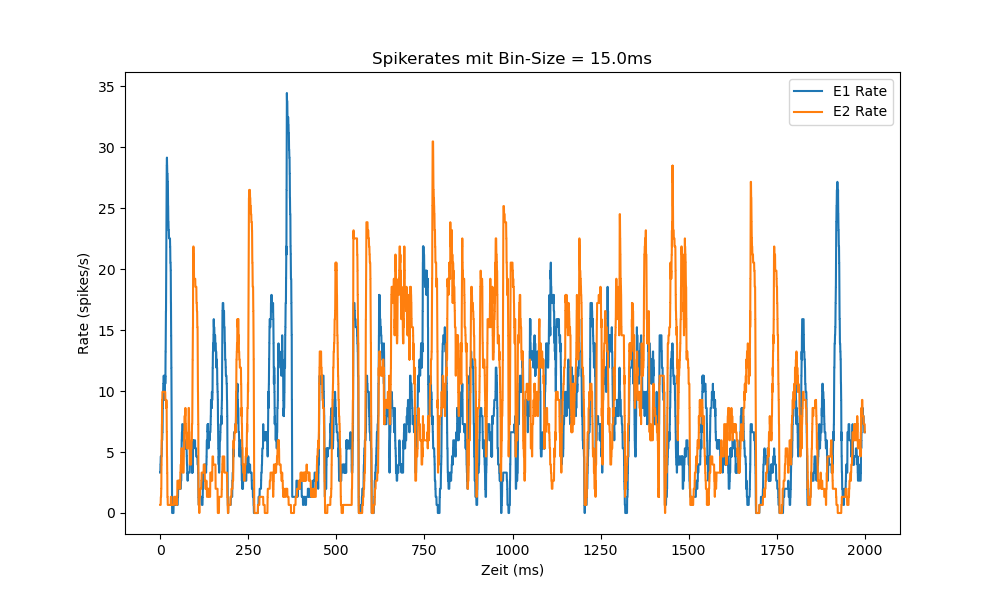 Spikerates mit Bin-Size = 15.0ms
E1 Rate
E2 Rate
Rate (spikes/s)
35
30
25
20
15
10
5
0
0 250 500 750 1000 1250 1500 1750 2000
Zeit (ms)